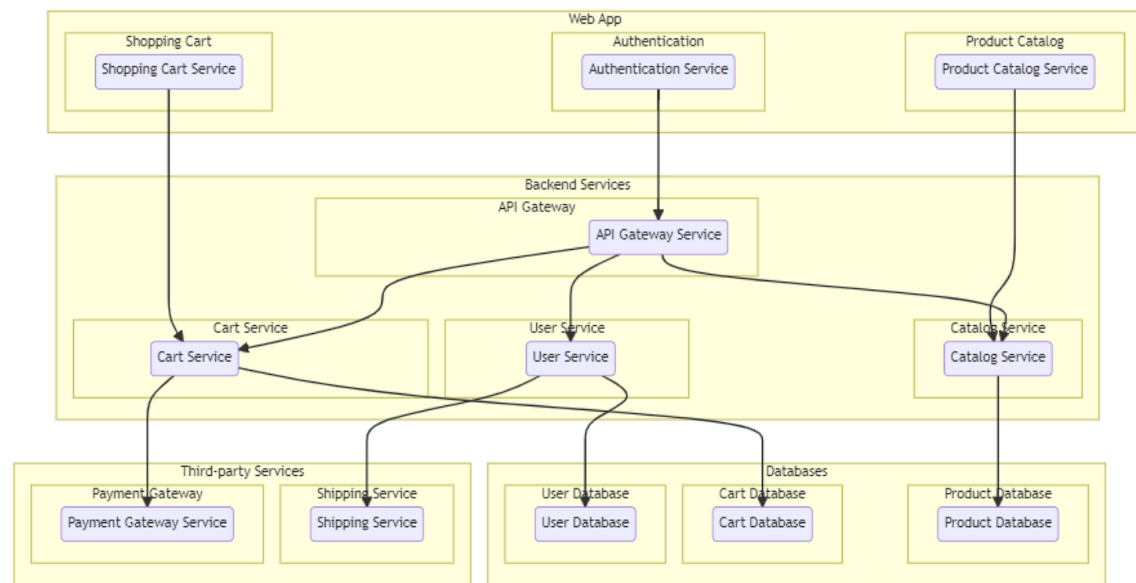 Web App
Shopping Cart
Authentication
Product Catalog
Shopping Cart Service
Authentication Service
Product Catalog Service
Backend Services
API Gateway
API Gateway Service
Cart Service
User Service
Catalog Service
Cart Service
User Service
Catalog Service
Third-party Services
Databases
Payment Gateway
Shipping Service
User Database
Cart Database
Product Database
Payment Gateway Service
Shipping Service
User Database
Cart Database
Product Database